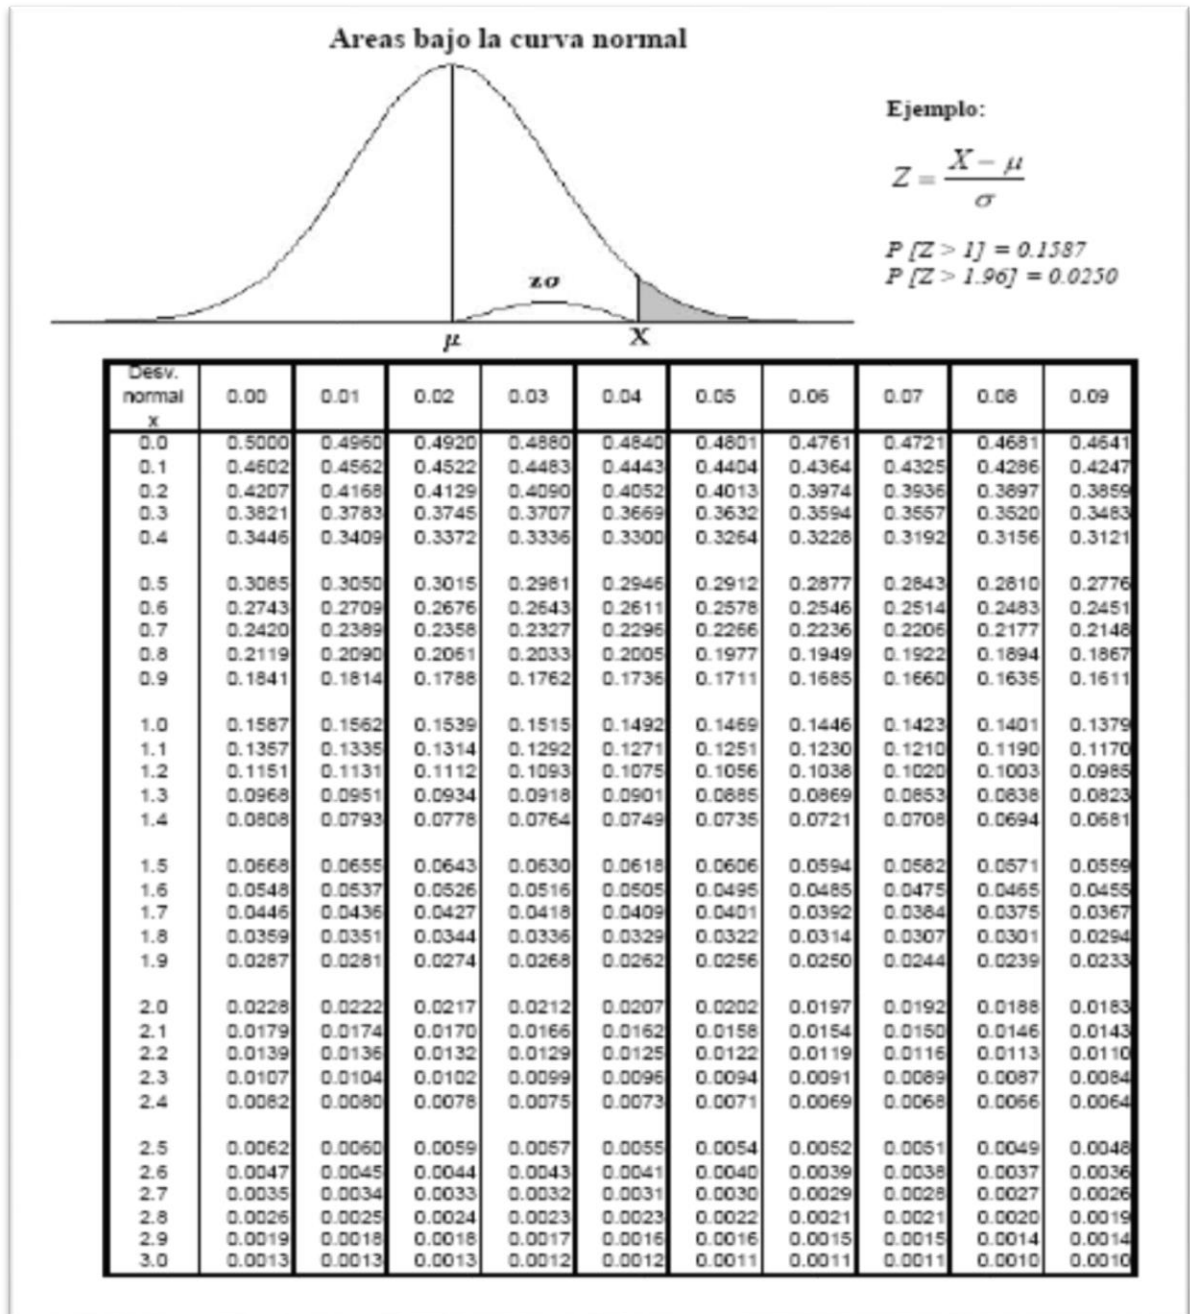 Areas bajo la curva normal
Ejemplo:
Z = X − μ / σ
P [Z > 1] = 0.1587
P [Z > 1.96] = 0.0250
zσ
μ X
Desv. normal x 0.00 0.01 0.02 0.03 0.04 0.05 0.06 0.07 0.08 0.09
0.0 0.5000 0.4960 0.4920 0.4880 0.4840 0.4801 0.4761 0.4721 0.4681 0.4641
0.1 0.4602 0.4562 0.4522 0.4483 0.4443 0.4404 0.4364 0.4325 0.4286 0.4247
0.2 0.4207 0.4168 0.4129 0.4090 0.4052 0.4013 0.3974 0.3936 0.3897 0.3859
0.3 0.3821 0.3783 0.3745 0.3707 0.3669 0.3632 0.3594 0.3557 0.3520 0.3483
0.4 0.3446 0.3409 0.3372 0.3336 0.3300 0.3264 0.3228 0.3192 0.3156 0.3121
0.5 0.3085 0.3050 0.3015 0.2981 0.2946 0.2912 0.2877 0.2843 0.2810 0.2776
0.6 0.2743 0.2709 0.2676 0.2643 0.2611 0.2578 0.2546 0.2514 0.2483 0.2451
0.7 0.2420 0.2389 0.2358 0.2327 0.2296 0.2266 0.2236 0.2206 0.2177 0.2148
0.8 0.2119 0.2090 0.2061 0.2033 0.2005 0.1977 0.1949 0.1922 0.1894 0.1867
0.9 0.1841 0.1814 0.1788 0.1762 0.1736 0.1711 0.1685 0.1660 0.1635 0.1611
1.0 0.1587 0.1562 0.1539 0.1515 0.1492 0.1469 0.1446 0.1423 0.1401 0.1379
1.1 0.1357 0.1335 0.1314 0.1292 0.1271 0.1251 0.1230 0.1210 0.1190 0.1170
1.2 0.1151 0.1131 0.1112 0.1093 0.1075 0.1056 0.1038 0.1020 0.1003 0.0985
1.3 0.0968 0.0951 0.0934 0.0918 0.0901 0.0885 0.0869 0.0853 0.0838 0.0823
1.4 0.0808 0.0793 0.0778 0.0764 0.0749 0.0735 0.0721 0.0708 0.0694 0.0681
1.5 0.0668 0.0655 0.0643 0.0630 0.0618 0.0606 0.0594 0.0582 0.0571 0.0559
1.6 0.0548 0.0537 0.0526 0.0516 0.0505 0.0495 0.0485 0.0475 0.0465 0.0455
1.7 0.0446 0.0436 0.0427 0.0418 0.0409 0.0401 0.0392 0.0384 0.0375 0.0367
1.8 0.0359 0.0351 0.0344 0.0336 0.0329 0.0322 0.0314 0.0307 0.0301 0.0294
1.9 0.0287 0.0281 0.0274 0.0268 0.0262 0.0256 0.0250 0.0244 0.0239 0.0233
2.0 0.0228 0.0222 0.0217 0.0212 0.0207 0.0202 0.0197 0.0192 0.0188 0.0183
2.1 0.0179 0.0174 0.0170 0.0166 0.0162 0.0158 0.0154 0.0150 0.0146 0.0143
2.2 0.0139 0.0136 0.0132 0.0129 0.0125 0.0122 0.0119 0.0116 0.0113 0.0110
2.3 0.0107 0.0104 0.0102 0.0099 0.0096 0.0094 0.0091 0.0089 0.0087 0.0084
2.4 0.0082 0.0080 0.0078 0.0075 0.0073 0.0071 0.0069 0.0068 0.0066 0.0064
2.5 0.0062 0.0060 0.0059 0.0057 0.0055 0.0054 0.0052 0.0051 0.0049 0.0048
2.6 0.0047 0.0045 0.0044 0.0043 0.0041 0.0040 0.0039 0.0038 0.0037 0.0036
2.7 0.0035 0.0034 0.0033 0.0032 0.0031 0.0030 0.0029 0.0028 0.0027 0.0026
2.8 0.0026 0.0025 0.0024 0.0023 0.0023 0.0022 0.0021 0.0021 0.0020 0.0019
2.9 0.0019 0.0018 0.0018 0.0017 0.0016 0.0016 0.0015 0.0015 0.0014 0.0014
3.0 0.0013 0.0013 0.0013 0.0012 0.0012 0.0011 0.0011 0.0011 0.0010 0.0010